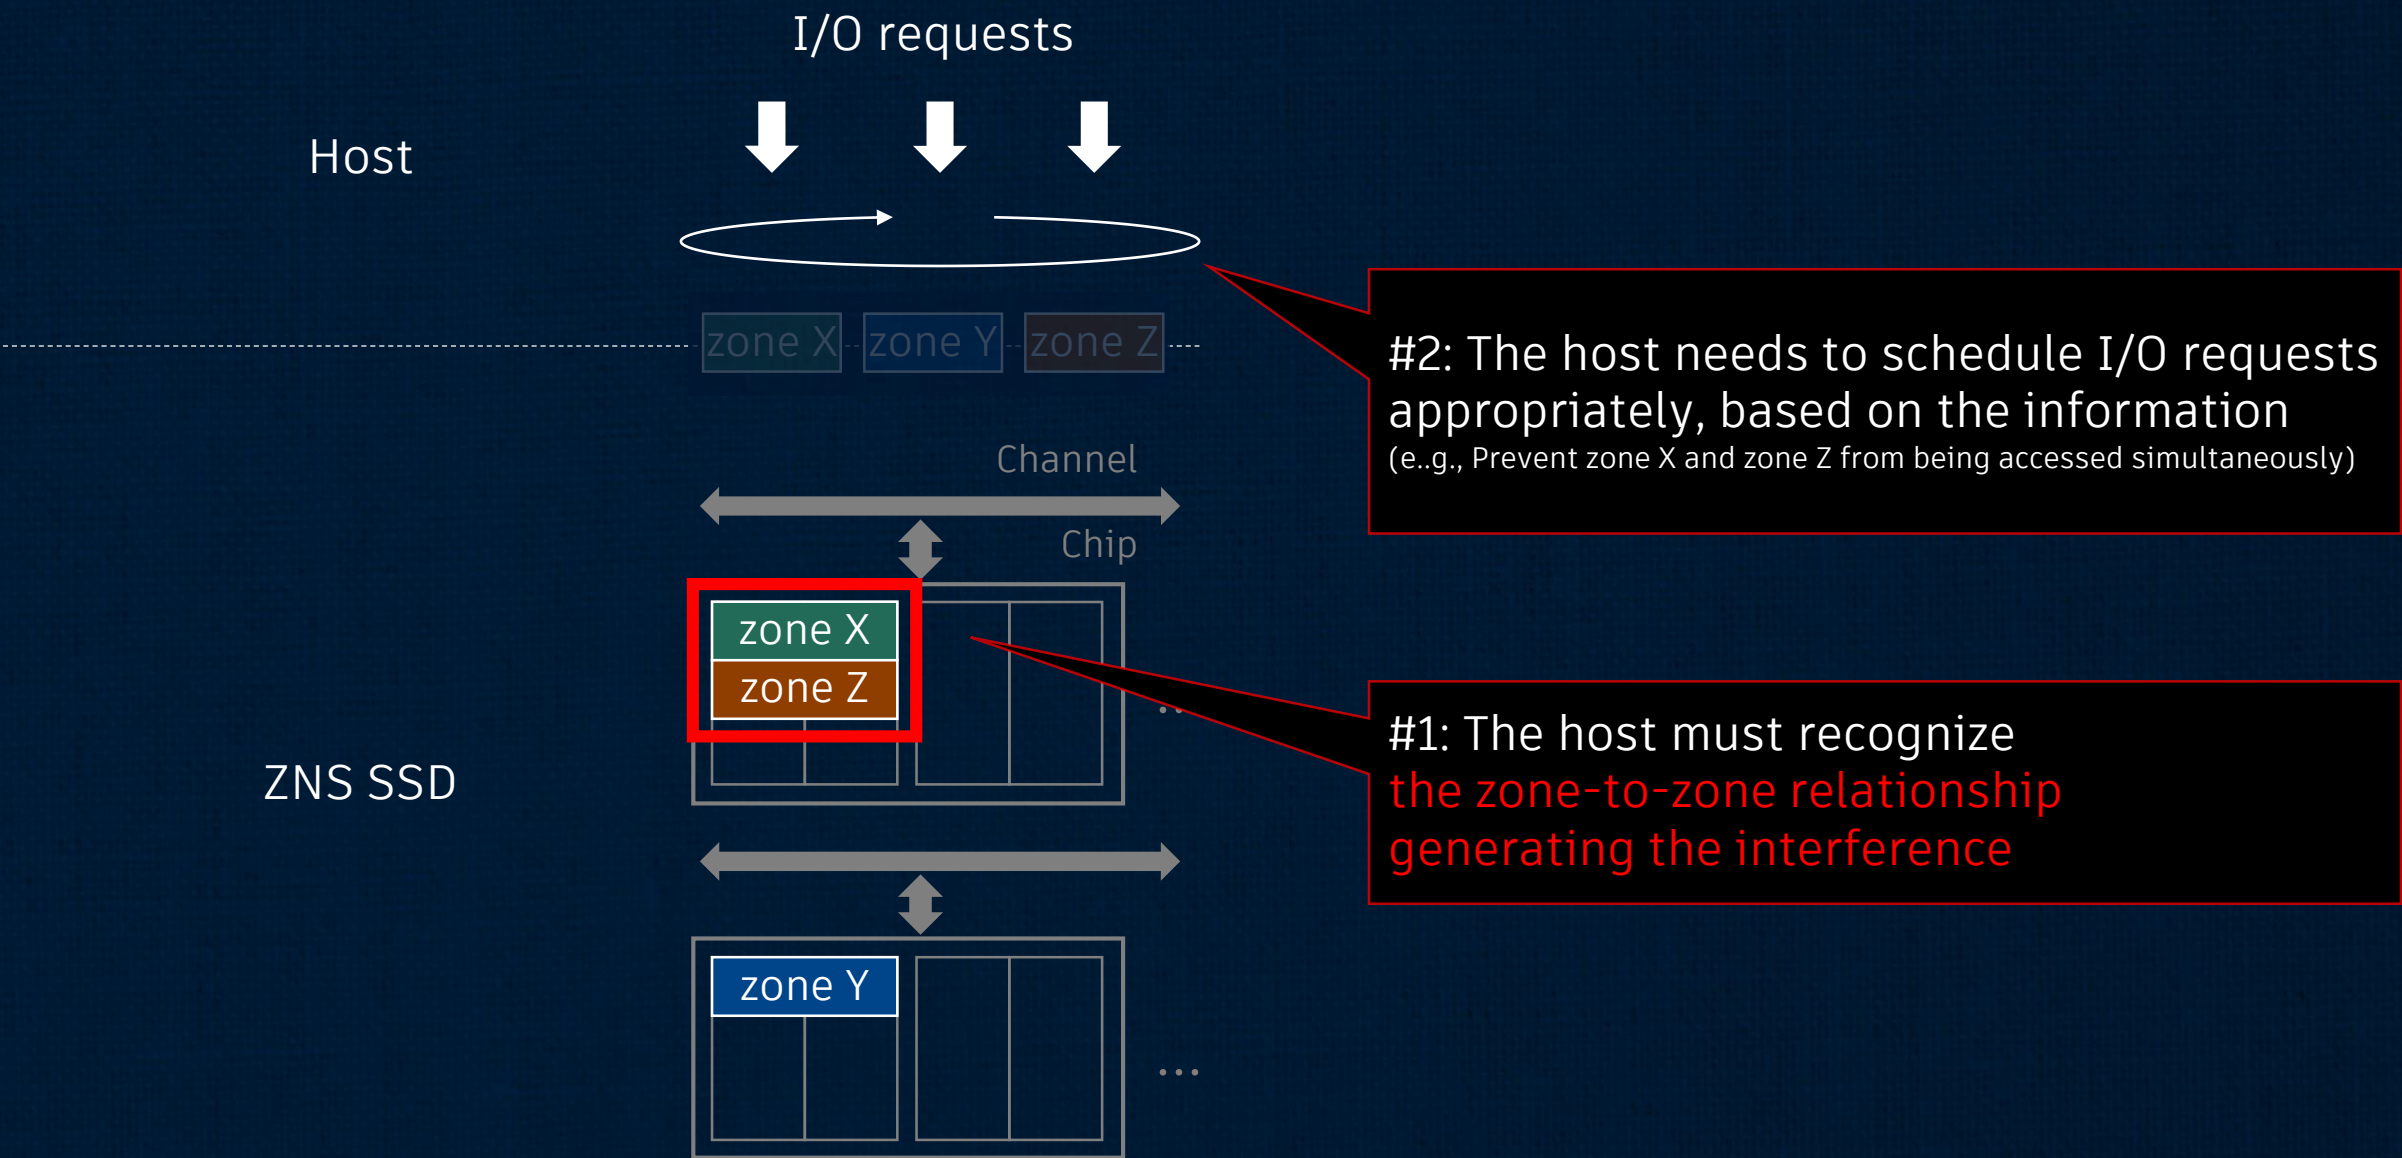 I/O requests
Host
zone X
zone Y
zone Z
#2: The host needs to schedule I/O requests
appropriately, based on the information
(e..g., Prevent zone X and zone Z from being accessed simultaneously)
Channel
Chip
zone X
zone Z
...
#1: The host must recognize
the zone-to-zone relationship
generating the interference
ZNS SSD
zone Y
...